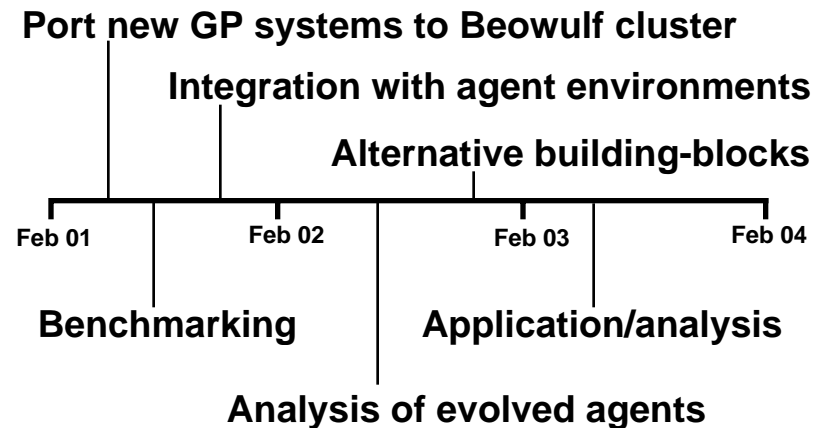 Port new GP systems to Beowulf cluster
Integration with agent environments
Alternative building-blocks
Feb 01 Feb 02 Feb 03 Feb 04
Benchmarking Application/analysis
Analysis of evolved agents